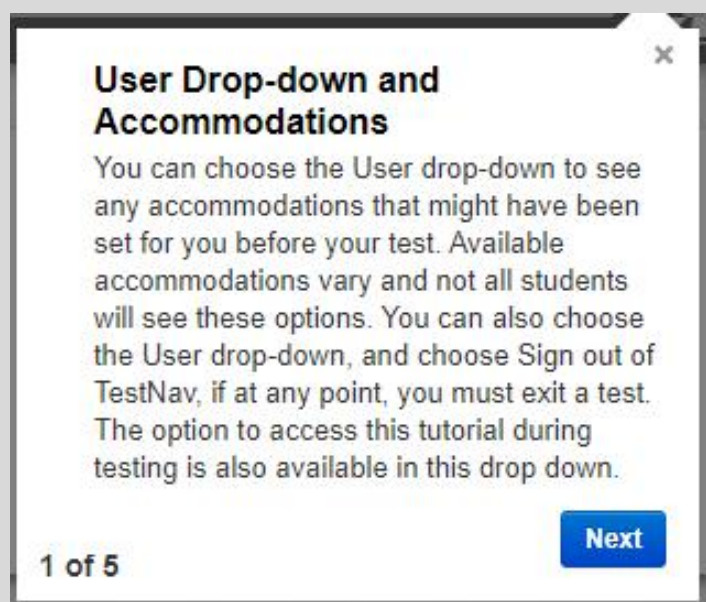 ×
User Drop-down and
Accommodations
You can choose the User drop-down to see
any accommodations that might have been
set for you before your test. Available
accommodations vary and not all students
will see these options. You can also choose
the User drop-down, and choose Sign out of
TestNav, if at any point, you must exit a test.
The option to access this tutorial during
testing is also available in this drop down.
Next
1 of 5